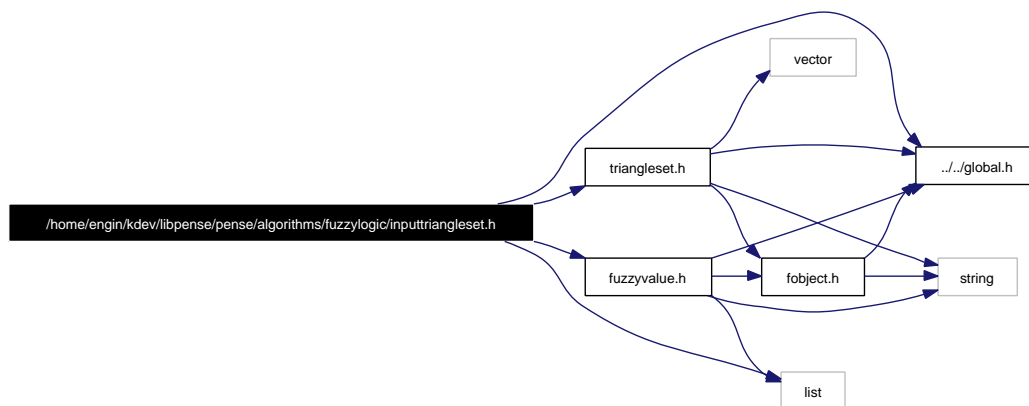 vector
triangleset.h
../../global.h
/home/engin/kdev/libpense/pense/algorithms/fuzzylogic/inputtriangleset.h
fuzzyvalue.h
fobject.h
string
list